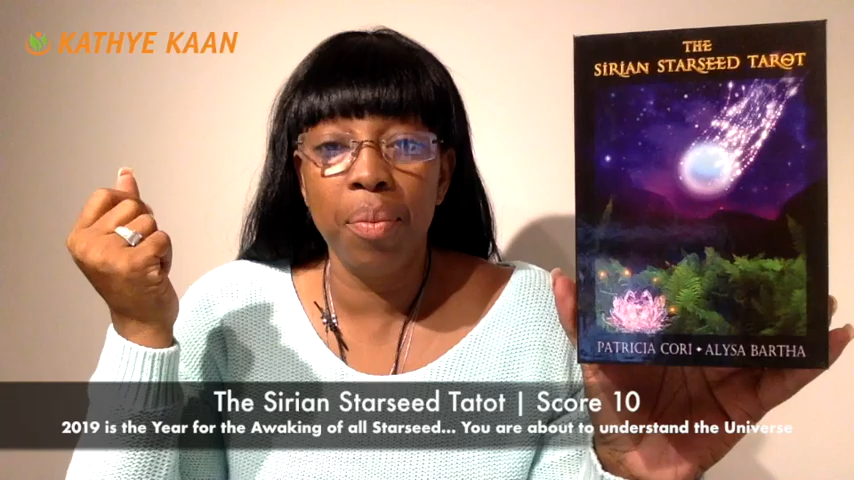 KATHYE KAAN
THE
SIRIAN STARSEED TAROT
PATRICIA CORI • ALYSA BARTHA
The Sirian Starseed Tatot | Score 10
2019 is the Year for the Awaking of all Starseed... You are about to understand the Universe